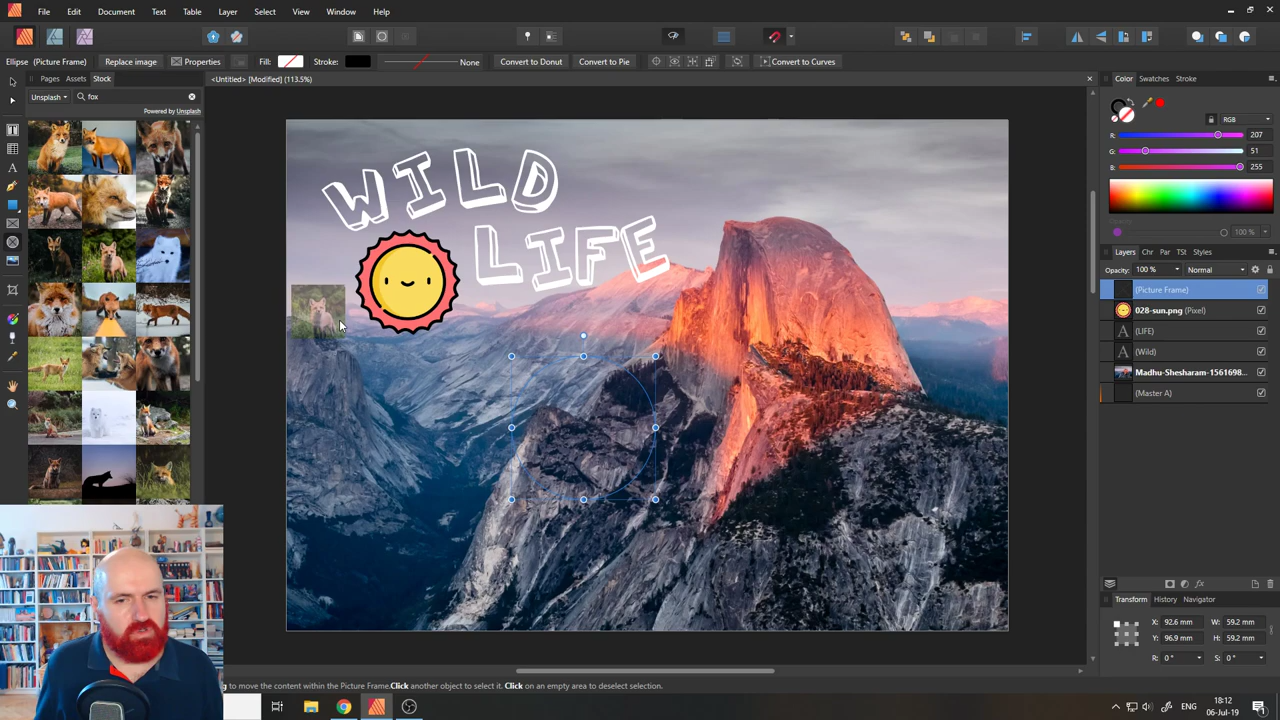 File Edit Document Text Table Layer Select View Window Help
Ellipse (Picture Frame) Replace image Properties Fill: Stroke: None Convert to Donut Convert to Pie Convert to Curves
Pages Assets Stock
<Untitled> [Modified] (113.5%)
Color Swatches Stroke
Unsplash fox
Powered by Unsplash
RGB
R: 207
G: 51
B: 255
Opacity
100 %
WILD
LIFE
Layers Chr Par TSt Styles
Opacity: 100 % Normal
(Picture Frame)
028-sun.png (Pixel)
(LIFE)
(Wild)
Madhu-Shesharam-1561698...
(Master A)
Transform History Navigator
X: 92.6 mm W: 59.2 mm
Y: 96.9 mm H: 59.2 mm
R: 0 ° S: 0 °
g to move the content within the Picture Frame. Click another object to select it. Click on an empty area to deselect selection.
ENG
18:12
06-Jul-19